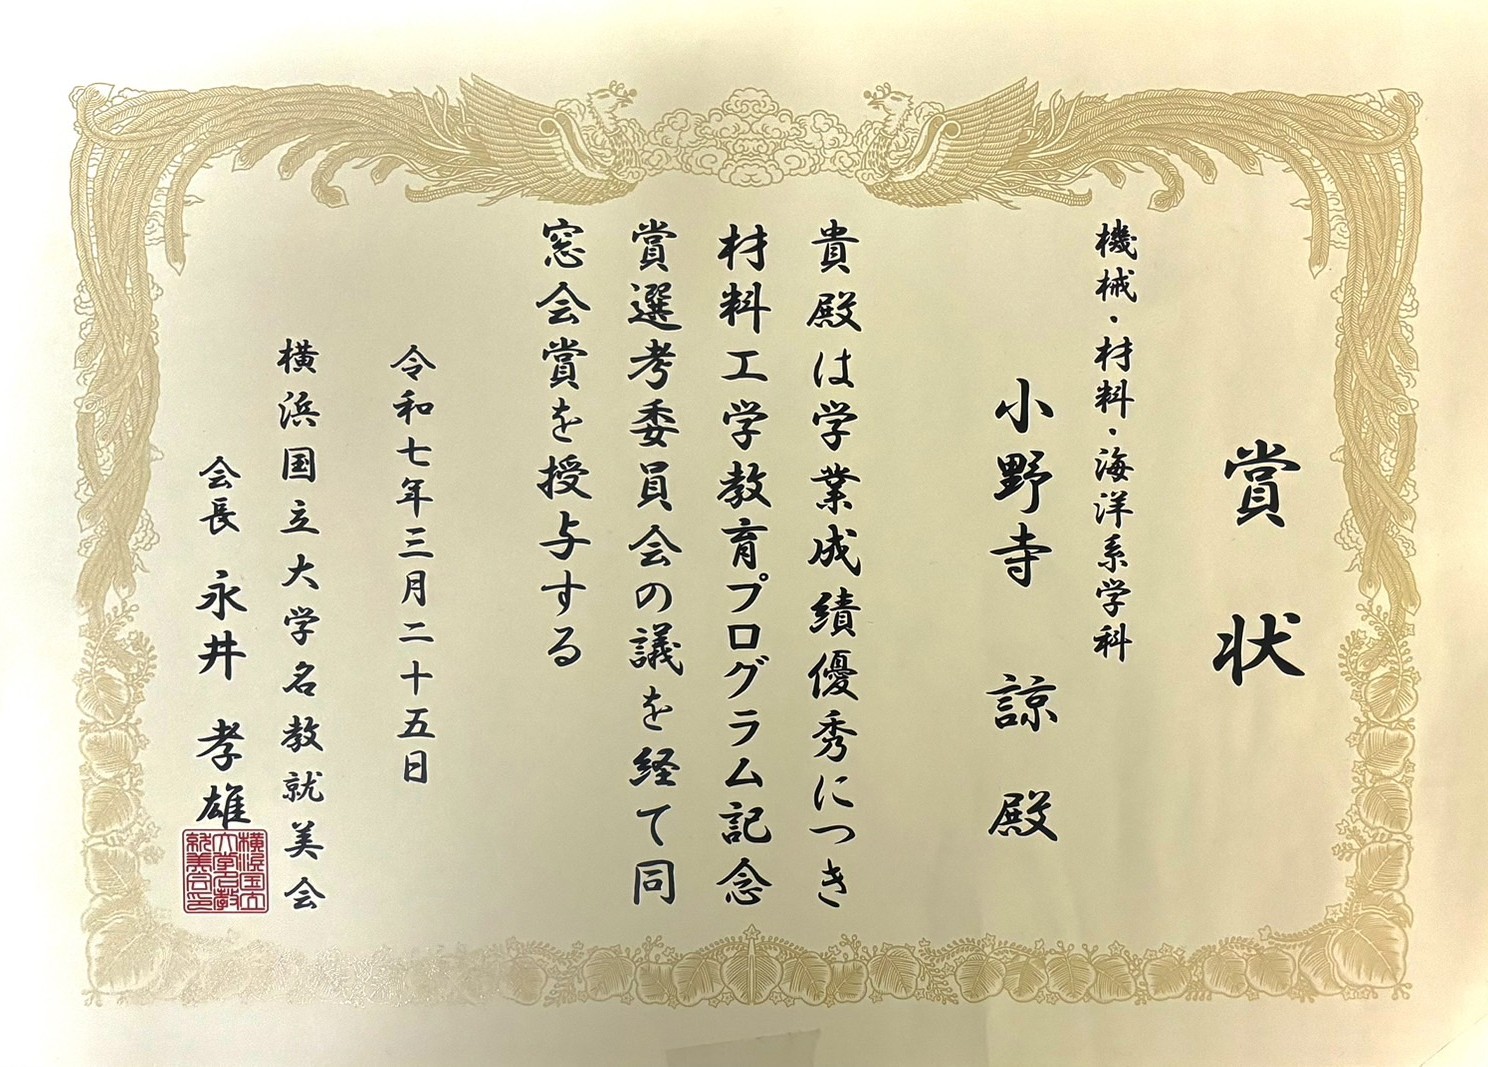 賞状
機械・材料・海洋系学科
小野寺 諒 殿
貴殿は学業成績優秀につき
材料工学教育プログラム記念
賞選考委員会の議を経て同
窓会賞を授与する
令和七年三月二十五日
横浜国立大学名教就美会
会長 永井 孝雄
横浜国立
大学名教
就美会印